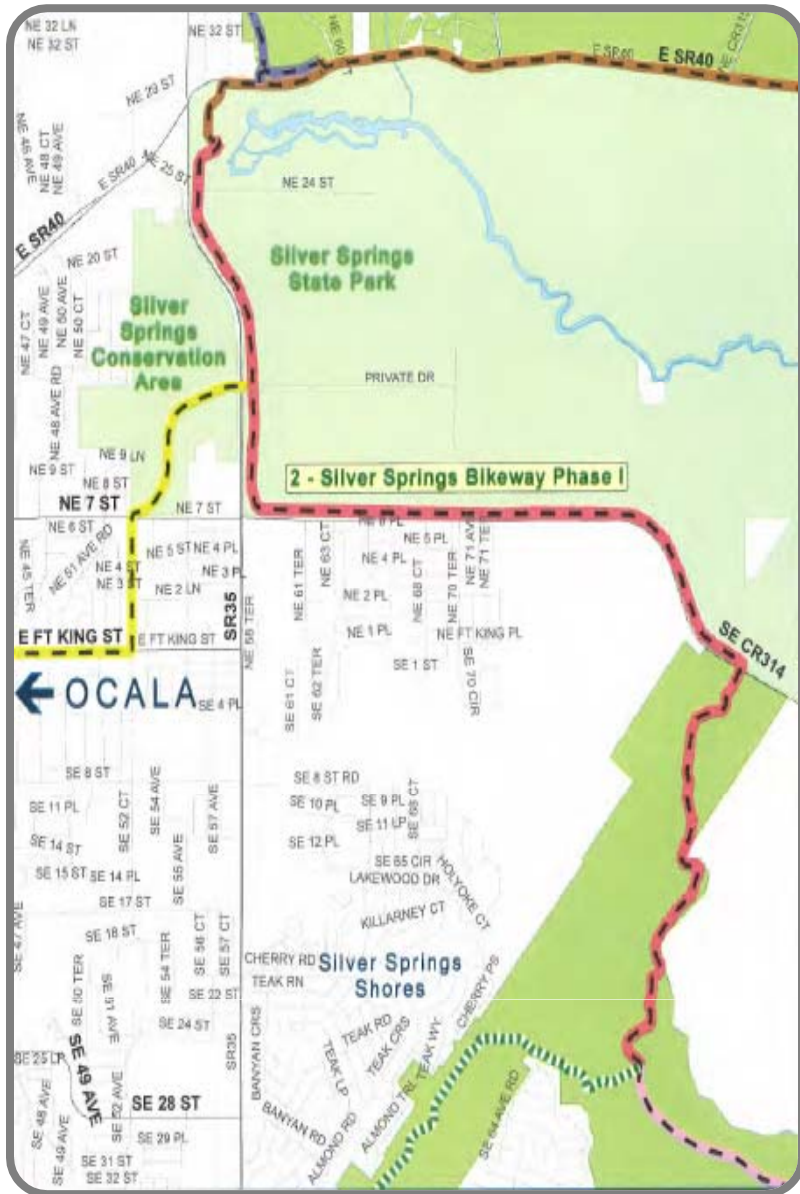 NE 32 LN
NE 32 ST
NE 32 ST
NE 60 CT
E SR40
E SR40
NE 29 ST
NE 48 CT
NE 49 AVE
NE 25 ST
E SR40
NE 24 ST
E SR40
NE 20 ST
Silver Springs
State Park
Silver
Springs
Conservation
Area
NE 47 CT
NE 49 AVE
NE 50 AVE
NE 50 CT
NE 48 AVE RD
PRIVATE DR
NE 9 LN
NE 9 ST
NE 8 ST
2 - Silver Springs Bikeway Phase I
NE 7 ST
NE 7 ST
NE 6 ST
NE 51 AVE RD
NE 5 ST
NE 4 PL
NE 5 PL
NE 45 TER
NE 4 ST
NE 3 ST
NE 3 PL
NE 2 LN
NE 61 TER
NE 63 CT
NE 4 PL
NE 68 CT
NE 70 TER
NE 71 AVE
NE 71 TER
NE 2 PL
NE 1 PL
NE FT KING PL
SR35
E FT KING ST
E FT KING ST
SE CR314
SE 1 ST
SE 70 CIR
SE 61 CT
SE 62 TER
OCALA
SE 4 PL
SE 8 ST
SE 8 ST RD
SE 11 PL
SE 52 CT
SE 54 AVE
SE 57 AVE
SE 10 PL
SE 9 PL
SE 68 CT
SE 11 LP
SE 14 ST
SE 55 AVE
SE 12 PL
SE 15 ST
SE 14 PL
SE 65 CIR
LAKEWOOD DR
HOLYOKE CT
SE 17 ST
KILLARNEY CT
SE 47 AVE
SE 18 ST
SE 54 TER
SE 56 CT
SE 57 CT
CHERRY RD
TEAK RN
Silver Springs
Shores
SE 50 TER
SE 51 AVE
SE 22 ST
SE 24 ST
CHERRY PS
BANYAN CRS
TEAK RD
TEAK CRS
TEAK WY
TEAK LP
SE 25 LP
SE 49 AVE
SR35
SE 48 AVE
SE 49 AVE
SE 52 AVE
SE 28 ST
BANYAN RD
ALMOND RD
ALMOND TRL
SE 64 AVE RD
SE 29 PL
SE 31 ST
SE 32 ST